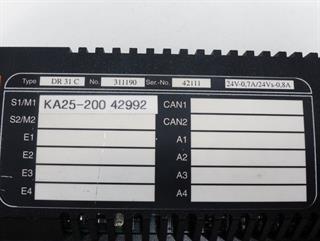 Type DR 31 C No. 311190 Ser.-No. 42111 24V-0,7A/24Vs-0,8A
S1/M1 KA25-200 42992 CAN1
S2/M2 CAN2
E1 A1
E2 A2
E3 A3
E4 A4